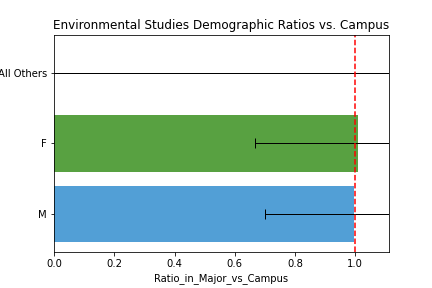 Environmental Studies Demographic Ratios vs. Campus
All Others
F
M
0.0 0.2 0.4 0.6 0.8 1.0
Ratio_in_Major_vs_Campus